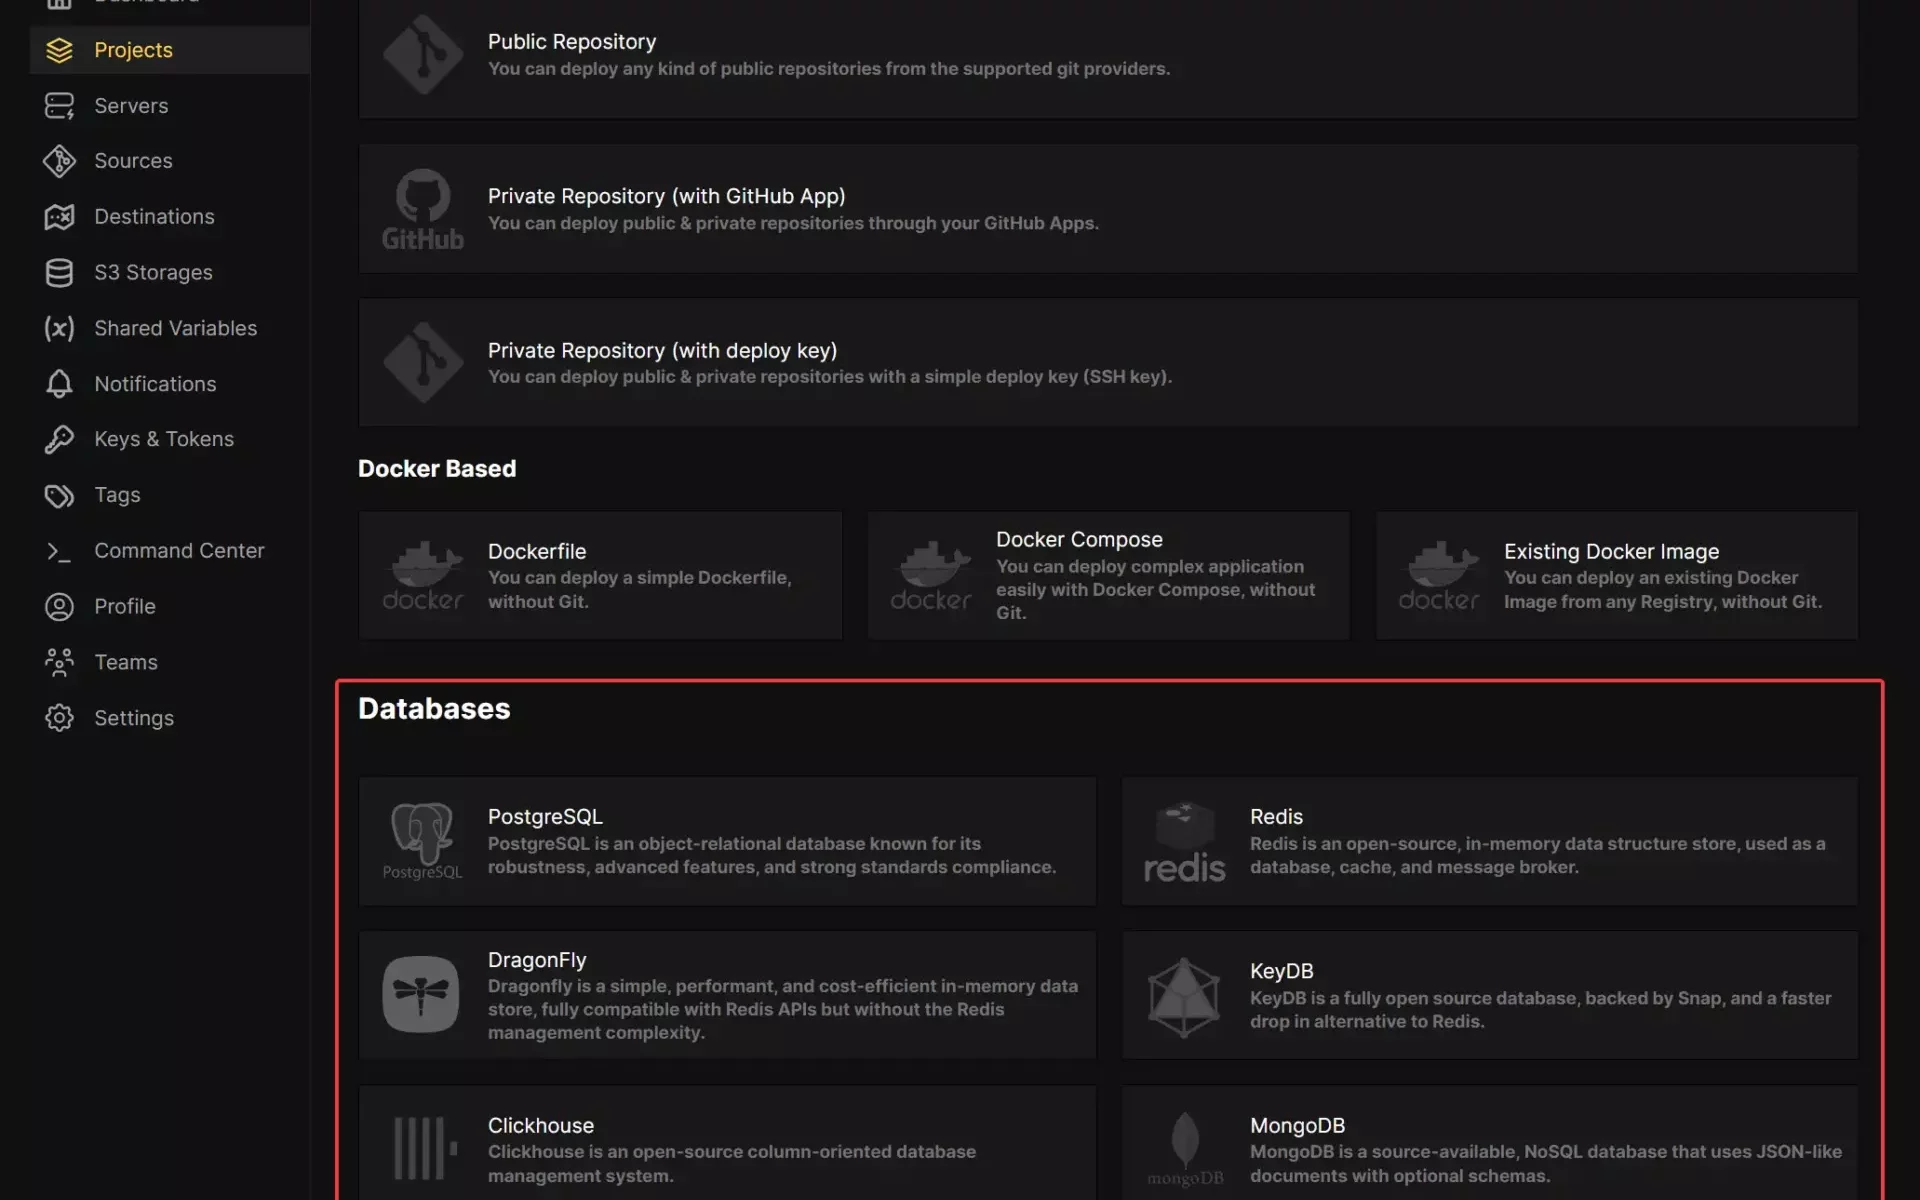 Dashboard
Projects
Servers
Sources
Destinations
S3 Storages
Shared Variables
Notifications
Keys & Tokens
Tags
Command Center
Profile
Teams
Settings
Public Repository
You can deploy any kind of public repositories from the supported git providers.
GitHub
Private Repository (with GitHub App)
You can deploy public & private repositories through your GitHub Apps.
Private Repository (with deploy key)
You can deploy public & private repositories with a simple deploy key (SSH key).
Docker Based
docker
Dockerfile
You can deploy a simple Dockerfile,
without Git.
docker
Docker Compose
You can deploy complex application
easily with Docker Compose, without
Git.
docker
Existing Docker Image
You can deploy an existing Docker
Image from any Registry, without Git.
Databases
PostgreSQL
PostgreSQL
PostgreSQL is an object-relational database known for its
robustness, advanced features, and strong standards compliance.
redis
Redis
Redis is an open-source, in-memory data structure store, used as a
database, cache, and message broker.
DragonFly
Dragonfly is a simple, performant, and cost-efficient in-memory data
store, fully compatible with Redis APIs but without the Redis
management complexity.
KeyDB
KeyDB is a fully open source database, backed by Snap, and a faster
drop in alternative to Redis.
Clickhouse
Clickhouse is an open-source column-oriented database
management system.
mongoDB
MongoDB
MongoDB is a source-available, NoSQL database that uses JSON-like
documents with optional schemas.